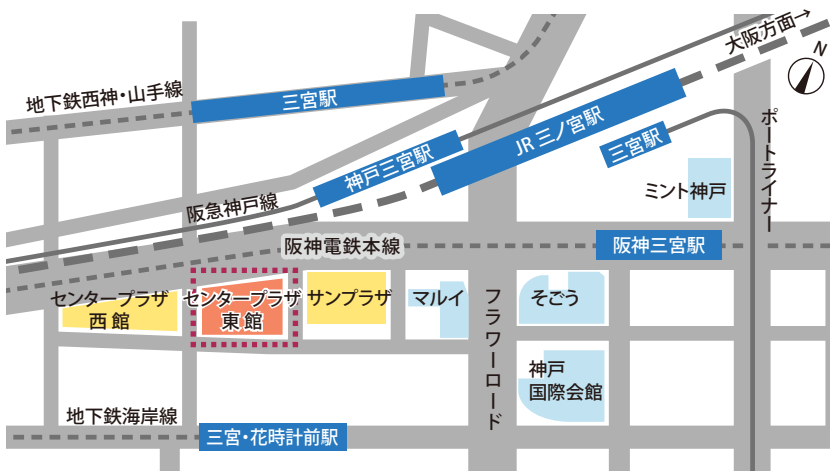 大阪方面→
N
地下鉄西神・山手線
三宮駅
JR 三ノ宮駅
神戸三宮駅
三宮駅
ポートライナー
ミント神戸
阪急神戸線
阪神電鉄本線
阪神三宮駅
センタープラザ
西館
センタープラザ
東館
サンプラザ
マルイ
フラワーロード
そごう
神戸
国際会館
地下鉄海岸線
三宮・花時計前駅